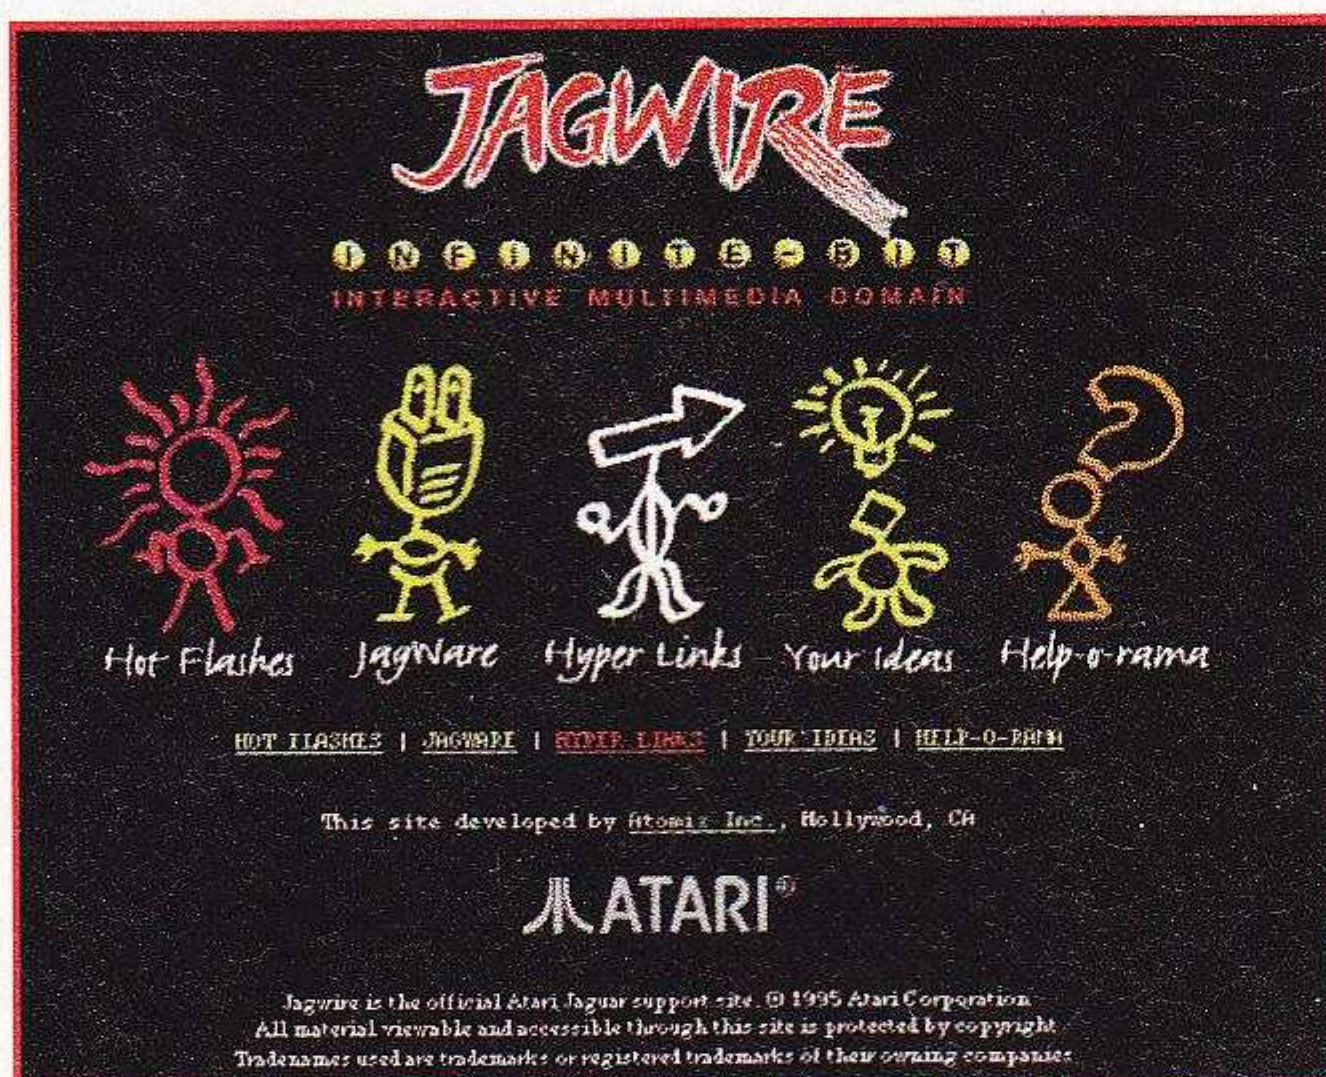 JAGWIRE
INFINITE-BIT
INTERACTIVE MULTIMEDIA DOMAIN
Hot Flashes JagWare Hyper Links Your Ideas Help-o-rama
HOT FLASHES | JAGWARE | HYPER LINKS | YOUR IDEAS | HELP-O-RAMA
This site developed by Inc., Hollywood, CA
ATARI®
Jagwire is the official Atari Jaguar support site. © 1995 Atari Corporation
All material viewable and accessible through this site is protected by copyright
Tradenames used are trademarks or registered trademarks of their owning companies